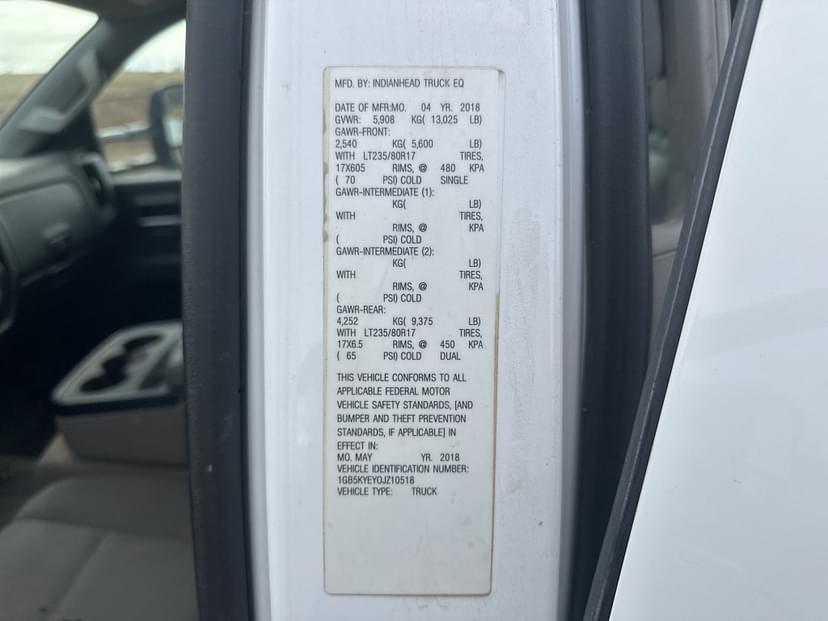 MFD. BY: INDIANHEAD TRUCK EQ
DATE OF MFR:MO. 04 YR. 2018
GVWR: 5,908 KG( 13,025 LB)
GAWR-FRONT:
2,540 KG( 5,600 LB)
WITH LT235/80R17 TIRES,
17X605 RIMS, @ 480 KPA
( 70 PSI) COLD SINGLE
GAWR-INTERMEDIATE (1):
KG( LB)
WITH TIRES,
RIMS, @ KPA
( PSI) COLD
GAWR-INTERMEDIATE (2):
KG( LB)
WITH TIRES,
RIMS, @ KPA
( PSI) COLD
GAWR-REAR:
4,252 KG( 9,375 LB)
WITH LT235/80R17 TIRES,
17X6.5 RIMS, @ 450 KPA
( 65 PSI) COLD DUAL
THIS VEHICLE CONFORMS TO ALL
APPLICABLE FEDERAL MOTOR
VEHICLE SAFETY STANDARDS, [AND
BUMPER AND THEFT PREVENTION
STANDARDS, IF APPLICABLE] IN
EFFECT IN:
MO. MAY YR. 2018
VEHICLE IDENTIFICATION NUMBER:
1GB5KYEY0JZ10518
VEHICLE TYPE: TRUCK